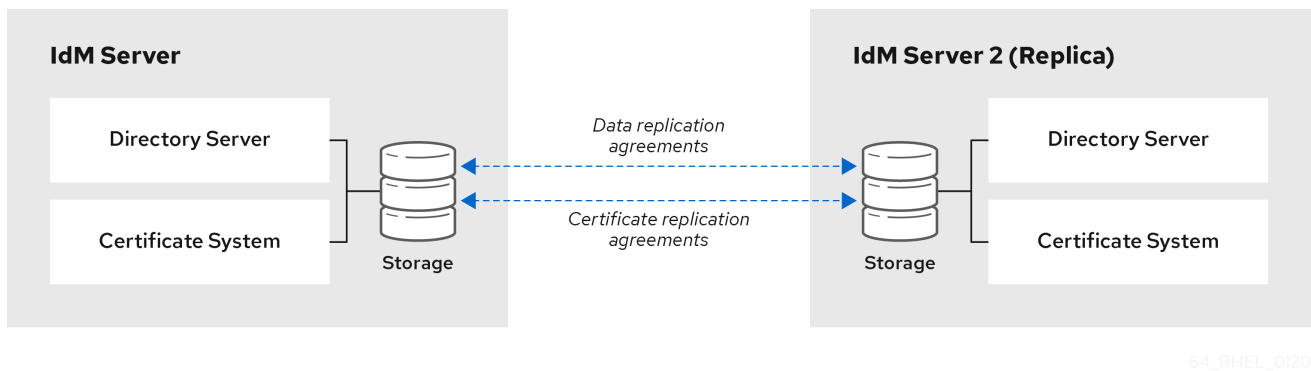 IdM Server
IdM Server 2 (Replica)
Directory Server
Certificate System
Storage
Data replication
agreements
Certificate replication
agreements
Storage
Directory Server
Certificate System
64_RHEL_0120